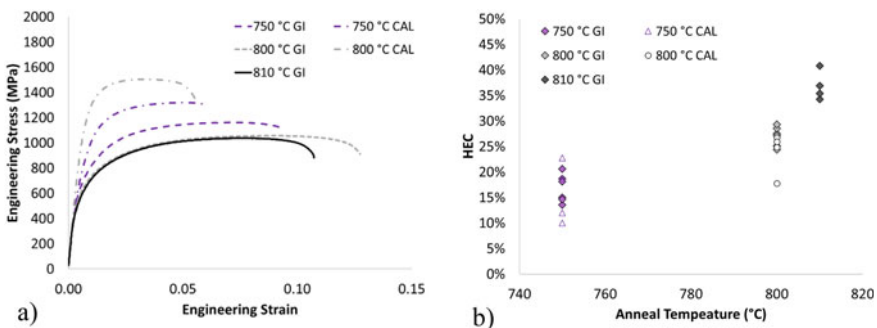 2000
1800
1600
1400
1200
1000
800
600
400
200
0
Engineering Stress (MPa)
750 °C GI
750 °C CAL
800 °C GI
800 °C CAL
810 °C GI
0.00
0.05
0.10
0.15
Engineering Strain
a)
50%
45%
40%
35%
30%
25%
20%
15%
10%
5%
0%
HEC
750 °C GI
750 °C CAL
800 °C GI
800 °C CAL
810 °C GI
740
760
780
800
820
Anneal Tempeature (°C)
b)